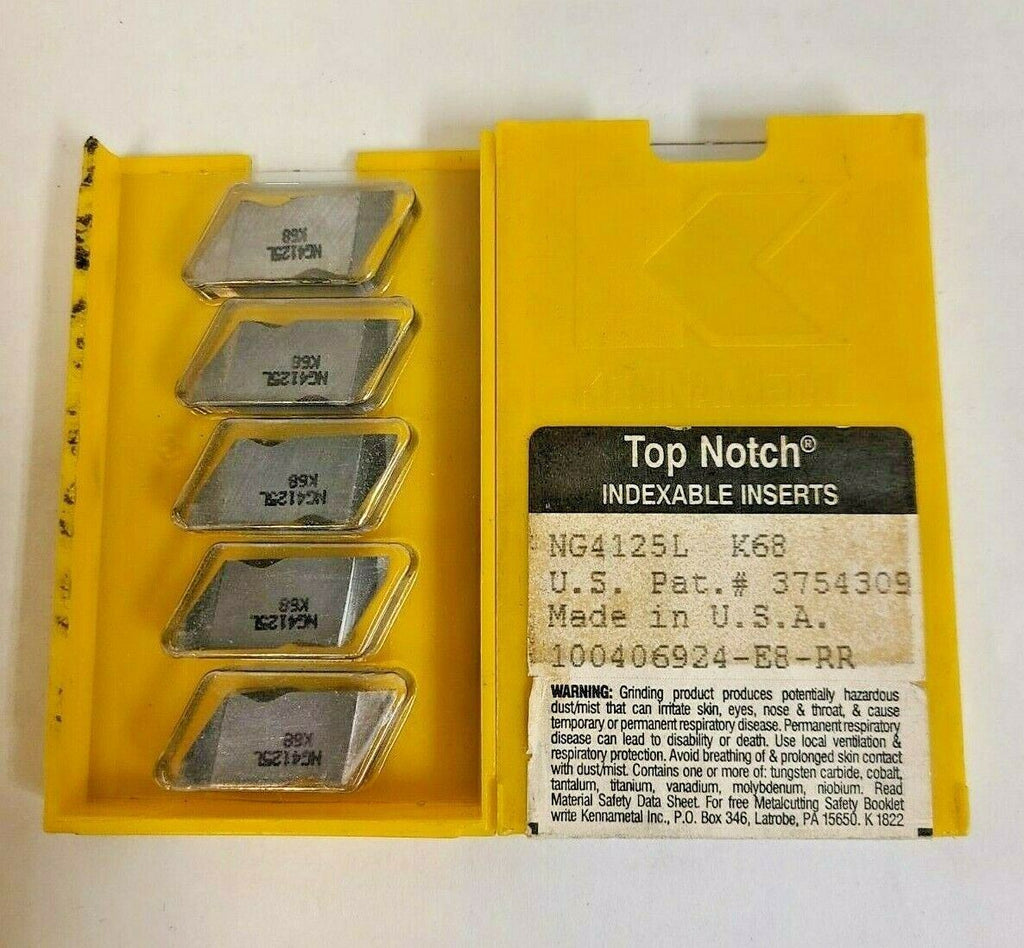 K68
NG4125L
K68
NG4125L
K68
NG4125L
K68
NG4125L
K68
NG4125L
Top Notch®
INDEXABLE INSERTS
NG4125L K68
U.S. Pat.# 3754309
Made in U.S.A.
100406924-E8-RR
WARNING: Grinding product produces potentially hazardous
dust/mist that can irritate skin, eyes, nose & throat, & cause
temporary or permanent respiratory disease. Permanent respiratory
disease can lead to disability or death. Use local ventilation &
respiratory protection. Avoid breathing of & prolonged skin contact
with dust/mist. Contains one or more of: tungsten carbide, cobalt,
tantalum, titanium, vanadium, molybdenum, niobium. Read
Material Safety Data Sheet. For free Metalcutting Safety Booklet
write Kennametal Inc., P.O. Box 346, Latrobe, PA 15650. K 1822